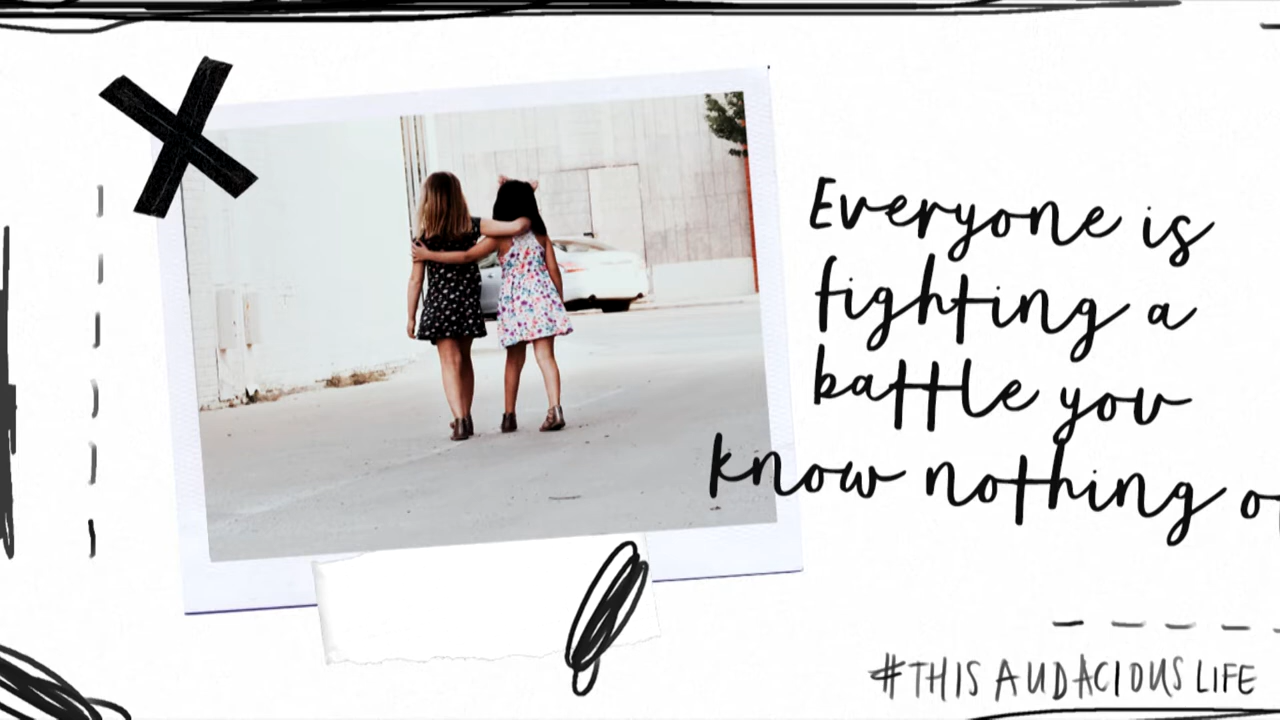 Everyone is
fighting a
battle you
know nothing
#THIS AUDACIOUS LIFE